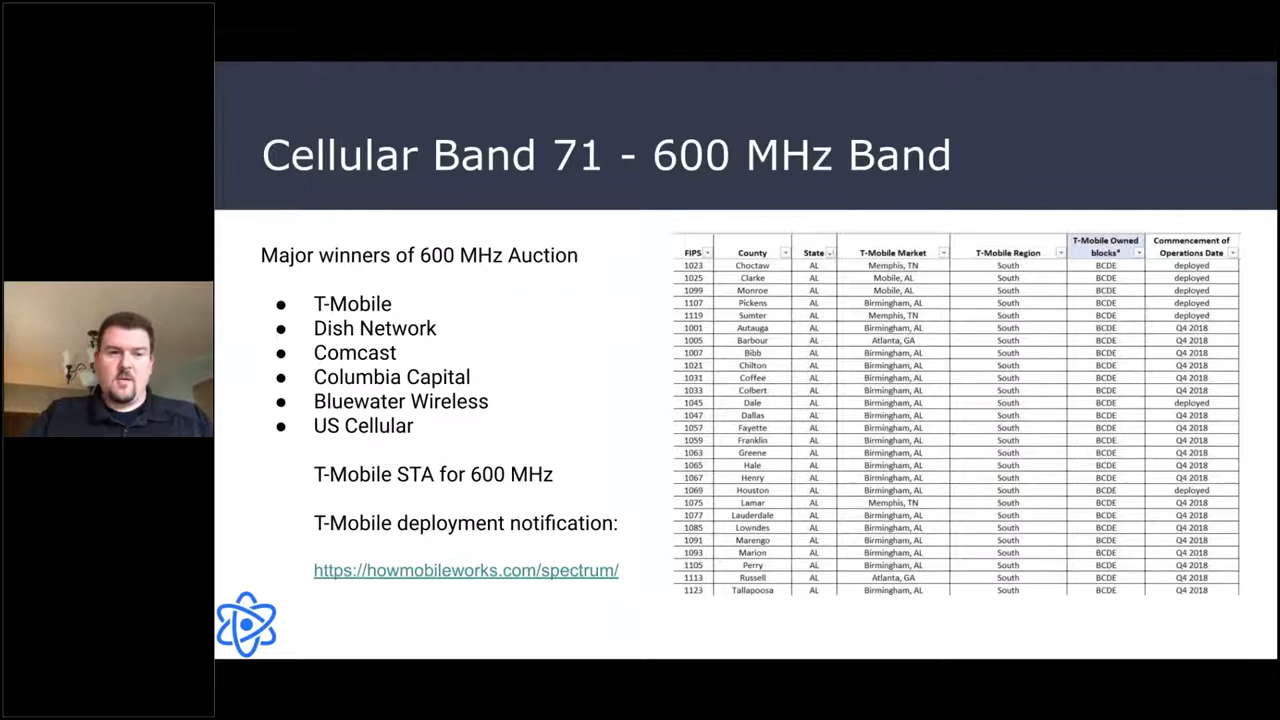 Cellular Band 71 - 600 MHz Band
Major winners of 600 MHz Auction
● T-Mobile
● Dish Network
● Comcast
● Columbia Capital
● Bluewater Wireless
● US Cellular
T-Mobile STA for 600 MHz
T-Mobile deployment notification:
https://howmobileworks.com/spectrum/
FIPS County State T-Mobile Market T-Mobile Region T-Mobile Owned blocks* Commencement of Operations Date
1023 Choctaw AL Memphis, TN South BCDE deployed
1025 Clarke AL Mobile, AL South BCDE deployed
1099 Monroe AL Mobile, AL South BCDE deployed
1107 Pickens AL Birmingham, AL South BCDE deployed
1119 Sumter AL Memphis, TN South BCDE deployed
1001 Autauga AL Birmingham, AL South BCDE Q4 2018
1005 Barbour AL Atlanta, GA South BCDE Q4 2018
1007 Bibb AL Birmingham, AL South BCDE Q4 2018
1021 Chilton AL Birmingham, AL South BCDE Q4 2018
1031 Coffee AL Birmingham, AL South BCDE Q4 2018
1033 Colbert AL Birmingham, AL South BCDE Q4 2018
1045 Dale AL Birmingham, AL South BCDE deployed
1047 Dallas AL Birmingham, AL South BCDE Q4 2018
1057 Fayette AL Birmingham, AL South BCDE Q4 2018
1059 Franklin AL Birmingham, AL South BCDE Q4 2018
1063 Greene AL Birmingham, AL South BCDE Q4 2018
1065 Hale AL Birmingham, AL South BCDE Q4 2018
1067 Henry AL Birmingham, AL South BCDE Q4 2018
1069 Houston AL Birmingham, AL South BCDE deployed
1075 Lamar AL Memphis, TN South BCDE Q4 2018
1077 Lauderdale AL Birmingham, AL South BCDE Q4 2018
1085 Lowndes AL Birmingham, AL South BCDE Q4 2018
1091 Marengo AL Birmingham, AL South BCDE Q4 2018
1093 Marion AL Birmingham, AL South BCDE Q4 2018
1105 Perry AL Birmingham, AL South BCDE Q4 2018
1113 Russell AL Atlanta, GA South BCDE Q4 2018
1123 Tallapoosa AL Birmingham, AL South BCDE Q4 2018